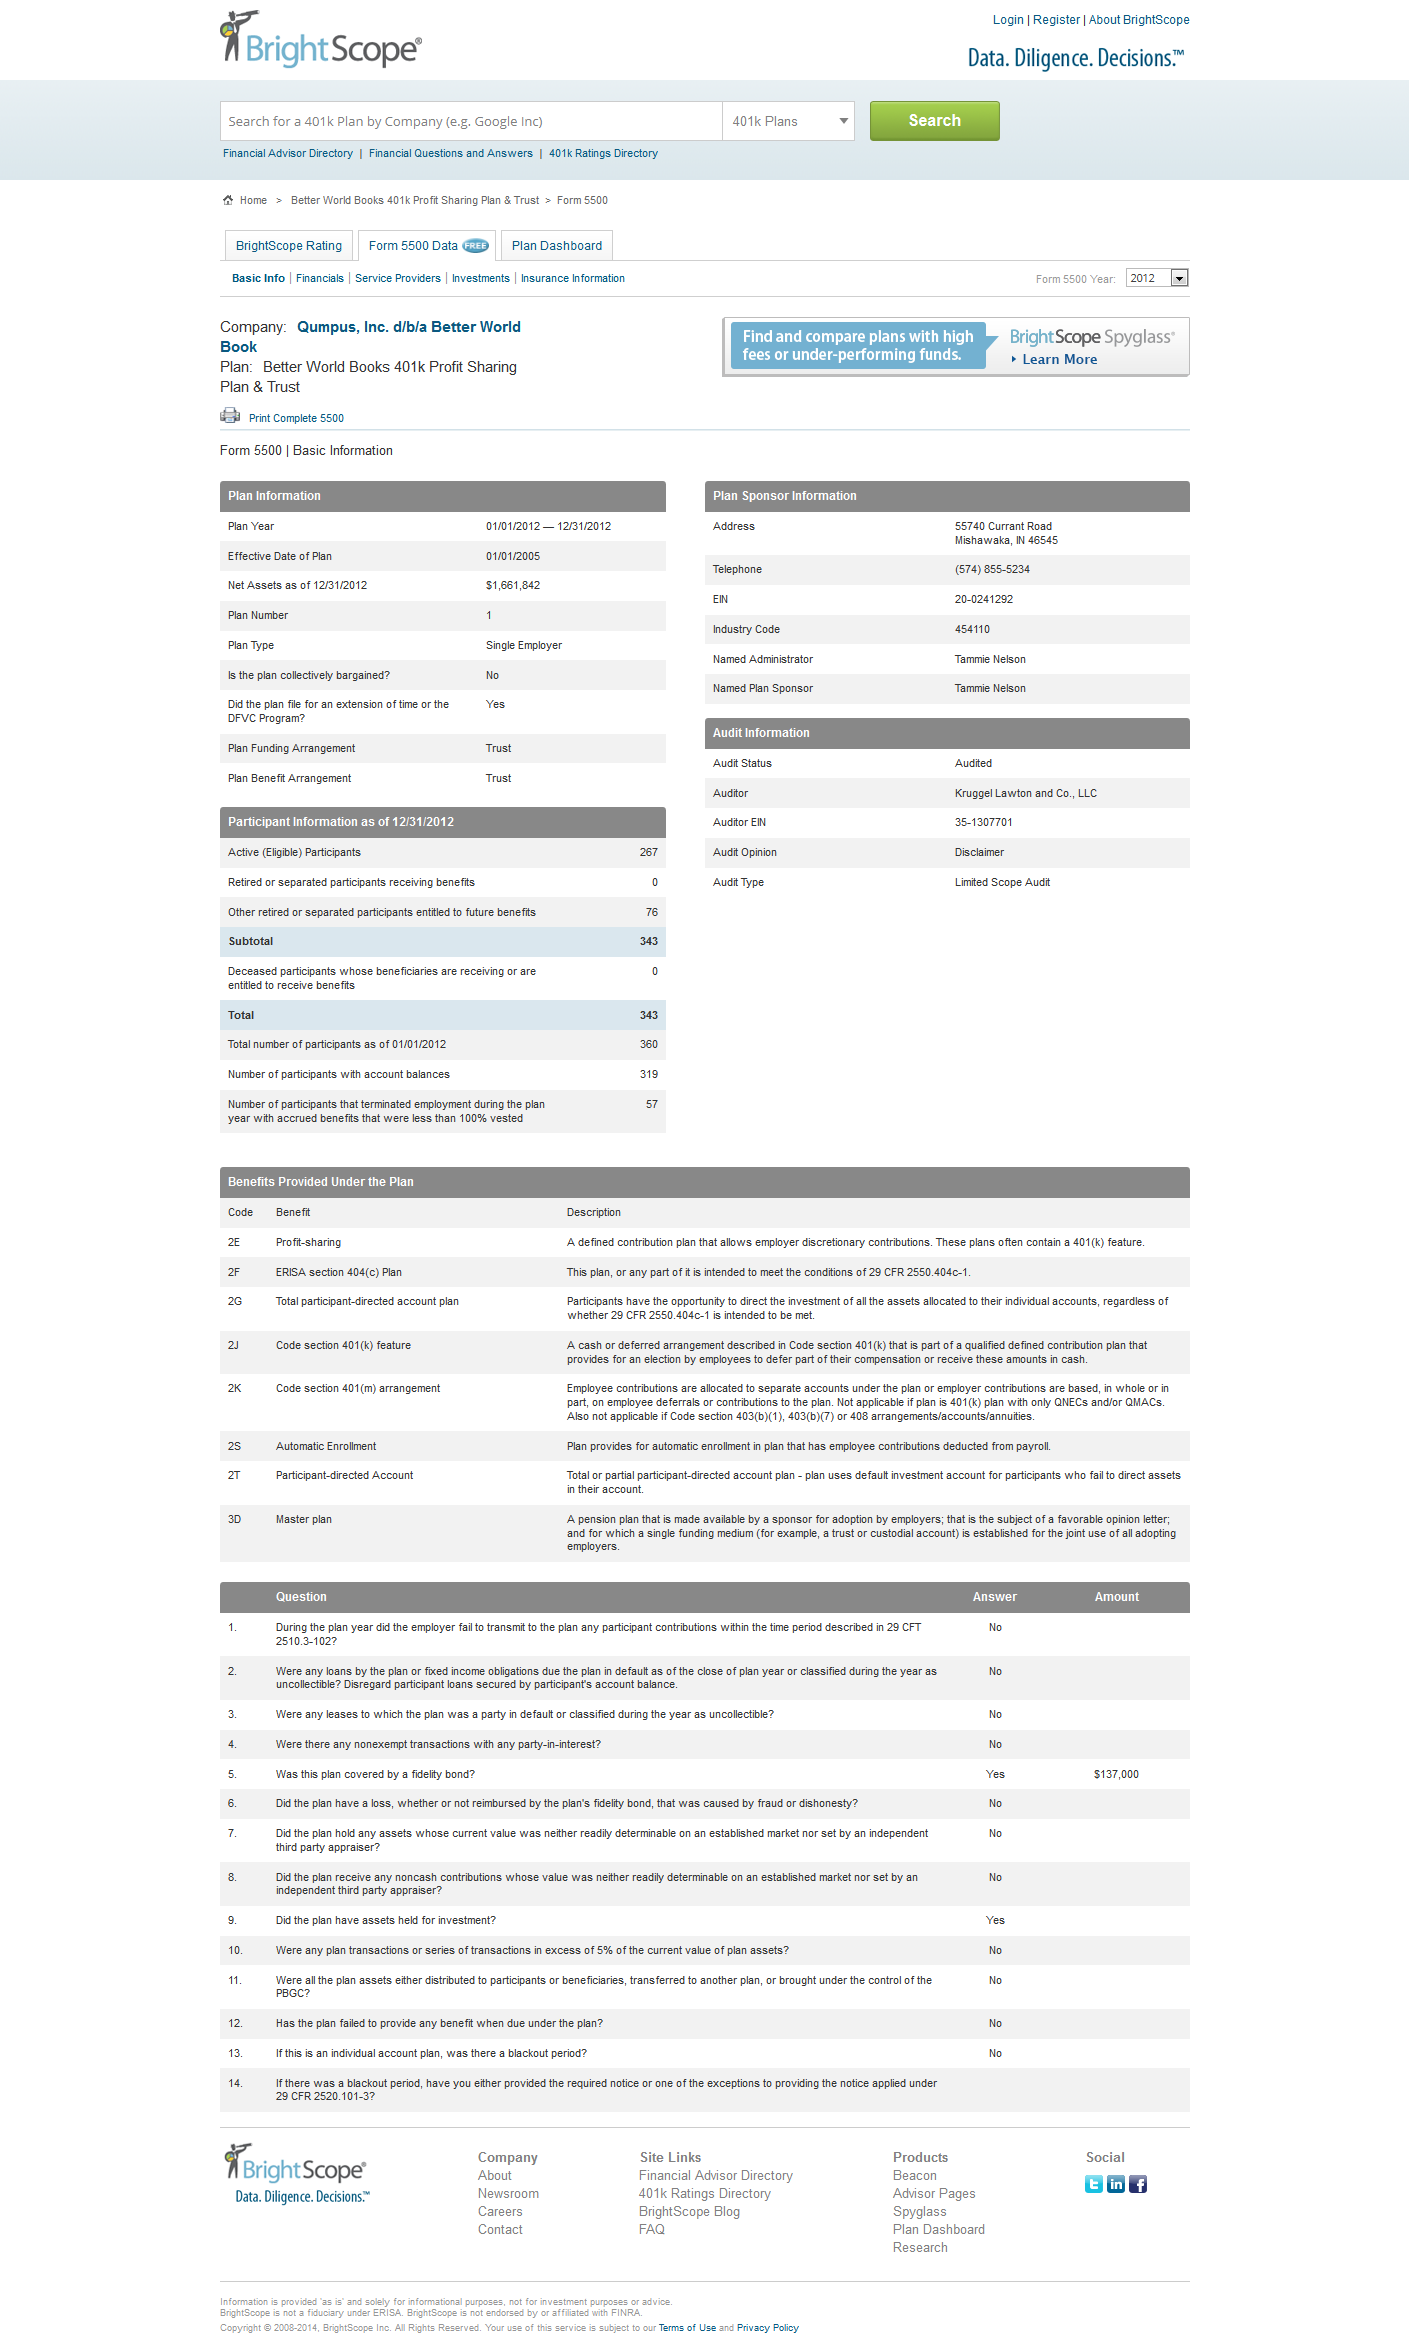 BrightScope®
Login | Register | About BrightScope
Data. Diligence. Decisions.™
Search for a 401k Plan by Company (e.g. Google Inc)
401k Plans
Search
Financial Advisor Directory | Financial Questions and Answers | 401k Ratings Directory
Home > Better World Books 401k Profit Sharing Plan & Trust > Form 5500
BrightScope Rating
Form 5500 Data FREE
Plan Dashboard
Basic Info | Financials | Service Providers | Investments | Insurance Information
Form 5500 Year: 2012
Company: Qumpus, Inc. d/b/a Better World
Book
Plan: Better World Books 401k Profit Sharing
Plan & Trust
Find and compare plans with high
fees or under-performing funds.
BrightScope Spyglass®
Learn More
Print Complete 5500
Form 5500 | Basic Information
Plan Information
Plan Year 01/01/2012 — 12/31/2012
Effective Date of Plan 01/01/2005
Net Assets as of 12/31/2012 $1,661,842
Plan Number 1
Plan Type Single Employer
Is the plan collectively bargained? No
Did the plan file for an extension of time or the Yes
DFVC Program?
Plan Funding Arrangement Trust
Plan Benefit Arrangement Trust
Participant Information as of 12/31/2012
Active (Eligible) Participants 267
Retired or separated participants receiving benefits 0
Other retired or separated participants entitled to future benefits 76
Subtotal 343
Deceased participants whose beneficiaries are receiving or are 0
entitled to receive benefits
Total 343
Total number of participants as of 01/01/2012 360
Number of participants with account balances 319
Number of participants that terminated employment during the plan 57
year with accrued benefits that were less than 100% vested
Plan Sponsor Information
Address 55740 Currant Road
Mishawaka, IN 46545
Telephone (574) 855-5234
EIN 20-0241292
Industry Code 454110
Named Administrator Tammie Nelson
Named Plan Sponsor Tammie Nelson
Audit Information
Audit Status Audited
Auditor Kruggel Lawton and Co., LLC
Auditor EIN 35-1307701
Audit Opinion Disclaimer
Audit Type Limited Scope Audit
Benefits Provided Under the Plan
Code Benefit Description
2E Profit-sharing A defined contribution plan that allows employer discretionary contributions. These plans often contain a 401(k) feature.
2F ERISA section 404(c) Plan This plan, or any part of it is intended to meet the conditions of 29 CFR 2550.404c-1.
2G Total participant-directed account plan Participants have the opportunity to direct the investment of all the assets allocated to their individual accounts, regardless of
whether 29 CFR 2550.404c-1 is intended to be met.
2J Code section 401(k) feature A cash or deferred arrangement described in Code section 401(k) that is part of a qualified defined contribution plan that
provides for an election by employees to defer part of their compensation or receive these amounts in cash.
2K Code section 401(m) arrangement Employee contributions are allocated to separate accounts under the plan or employer contributions are based, in whole or in
part, on employee deferrals or contributions to the plan. Not applicable if plan is 401(k) plan with only QNECs and/or QMACs.
Also not applicable if Code section 403(b)(1), 403(b)(7) or 408 arrangements/accounts/annuities.
2S Automatic Enrollment Plan provides for automatic enrollment in plan that has employee contributions deducted from payroll.
2T Participant-directed Account Total or partial participant-directed account plan - plan uses default investment account for participants who fail to direct assets
in their account.
3D Master plan A pension plan that is made available by a sponsor for adoption by employers; that is the subject of a favorable opinion letter;
and for which a single funding medium (for example, a trust or custodial account) is established for the joint use of all adopting
employers.
Question Answer Amount
1. During the plan year did the employer fail to transmit to the plan any participant contributions within the time period described in 29 CFT No
2510.3-102?
2. Were any loans by the plan or fixed income obligations due the plan in default as of the close of plan year or classified during the year as No
uncollectible? Disregard participant loans secured by participant's account balance.
3. Were any leases to which the plan was a party in default or classified during the year as uncollectible? No
4. Were there any nonexempt transactions with any party-in-interest? No
5. Was this plan covered by a fidelity bond? Yes $137,000
6. Did the plan have a loss, whether or not reimbursed by the plan's fidelity bond, that was caused by fraud or dishonesty? No
7. Did the plan hold any assets whose current value was neither readily determinable on an established market nor set by an independent No
third party appraiser?
8. Did the plan receive any noncash contributions whose value was neither readily determinable on an established market nor set by an No
independent third party appraiser?
9. Did the plan have assets held for investment? Yes
10. Were any plan transactions or series of transactions in excess of 5% of the current value of plan assets? No
11. Were all the plan assets either distributed to participants or beneficiaries, transferred to another plan, or brought under the control of the No
PBGC?
12. Has the plan failed to provide any benefit when due under the plan? No
13. If this is an individual account plan, was there a blackout period? No
14. If there was a blackout period, have you either provided the required notice or one of the exceptions to providing the notice applied under
29 CFR 2520.101-3?
BrightScope®
Data. Diligence. Decisions.™
Company
About
Newsroom
Careers
Contact
Site Links
Financial Advisor Directory
401k Ratings Directory
BrightScope Blog
FAQ
Products
Beacon
Advisor Pages
Spyglass
Plan Dashboard
Research
Social
Information is provided 'as is' and solely for informational purposes, not for investment purposes or advice.
BrightScope is not a fiduciary under ERISA. BrightScope is not endorsed by or affiliated with FINRA.
Copyright © 2008-2014, BrightScope Inc. All Rights Reserved. Your use of this service is subject to our Terms of Use and Privacy Policy